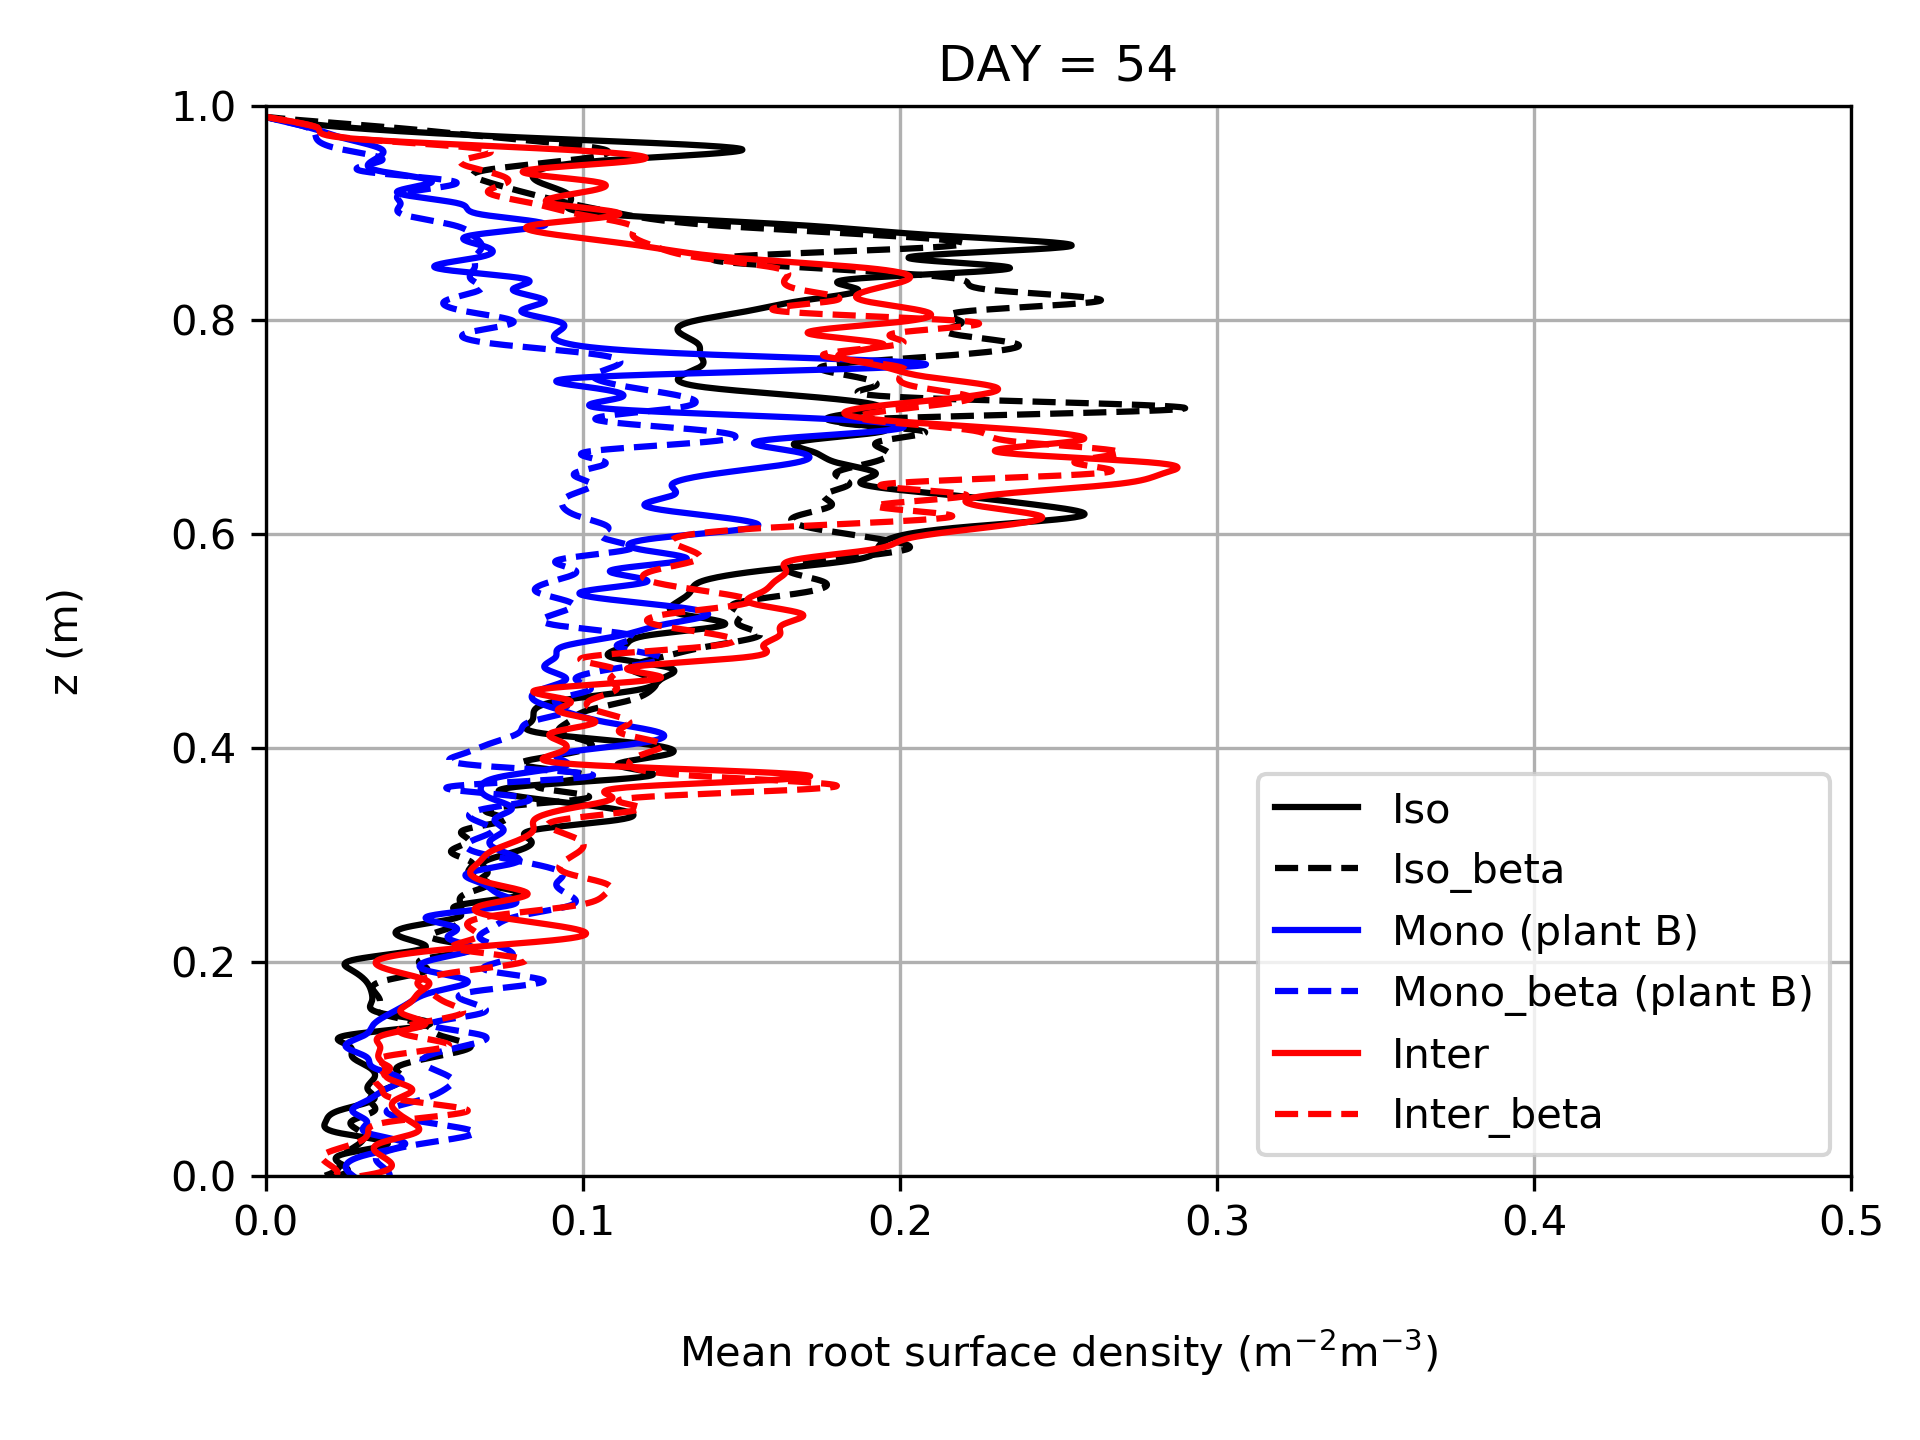 DAY = 54
1.0
0.8
0.6
0.4
0.2
0.0
z (m)
0.0 0.1 0.2 0.3 0.4 0.5
Mean root surface density (m⁻²m⁻³)
Iso
Iso_beta
Mono (plant B)
Mono_beta (plant B)
Inter
Inter_beta